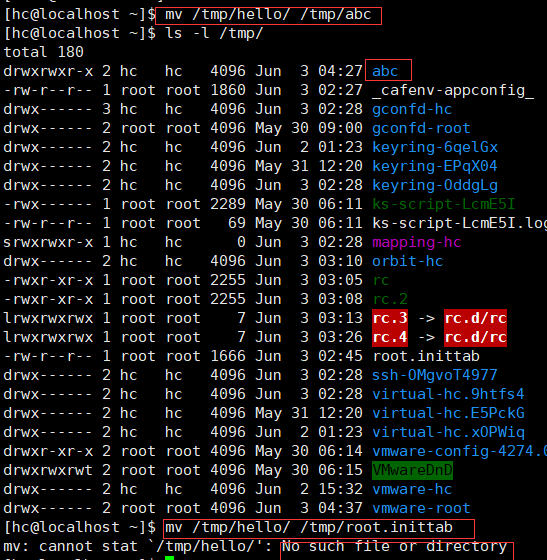 [hc@localhost ~]$ mv /tmp/hello/ /tmp/abc
[hc@localhost ~]$ ls -l /tmp/
total 180
drwxrwxr-x 2 hc   hc   4096 Jun  3 04:27 abc
-rw-r--r-- 1 root root 1860 Jun  3 02:27 _cafenv-appconfig_
drwx------ 3 hc   hc   4096 Jun  3 02:28 gconfd-hc
drwx------ 2 root root 4096 May 30 09:00 gconfd-root
drwx------ 2 hc   hc   4096 Jun  2 01:23 keyring-6qelGx
drwx------ 2 hc   hc   4096 May 31 12:20 keyring-EPqX04
drwx------ 2 hc   hc   4096 Jun  3 02:28 keyring-OddgLg
-rwx------ 1 root root 2289 May 30 06:11 ks-script-LcmE5I
-rw-r--r-- 1 root root   69 May 30 06:11 ks-script-LcmE5I.log
srwxrwxr-x 1 hc   hc      0 Jun  3 02:28 mapping-hc
drwx------ 2 hc   hc   4096 Jun  3 03:10 orbit-hc
-rwxr-xr-x 1 root root 2255 Jun  3 03:05 rc
-rwxr-xr-x 1 root root 2255 Jun  3 03:08 rc.2
lrwxrwxrwx 1 root root    7 Jun  3 03:13 rc.3 -> rc.d/rc
lrwxrwxrwx 1 root root    7 Jun  3 03:26 rc.4 -> rc.d/rc
-rw-r--r-- 1 root root 1666 Jun  3 02:45 root.inittab
drwx------ 2 hc   hc   4096 Jun  3 02:28 ssh-OMgvoT4977
drwx------ 2 hc   hc   4096 Jun  3 02:28 virtual-hc.9htfs4
drwx------ 2 hc   hc   4096 May 31 12:20 virtual-hc.E5PckG
drwx------ 2 hc   hc   4096 Jun  2 01:23 virtual-hc.xOPWiq
drwxr-xr-x 2 root root 4096 May 30 06:14 vmware-config-4274.0
drwxrwxrwt 2 root root 4096 May 30 06:15 VMwareDnD
drwx------ 2 hc   hc   4096 Jun  2 15:32 vmware-hc
drwx------ 2 root root 4096 Jun  3 04:37 vmware-root
[hc@localhost ~]$ mv /tmp/hello/ /tmp/root.inittab
mv: cannot stat `/tmp/hello/': No such file or directory